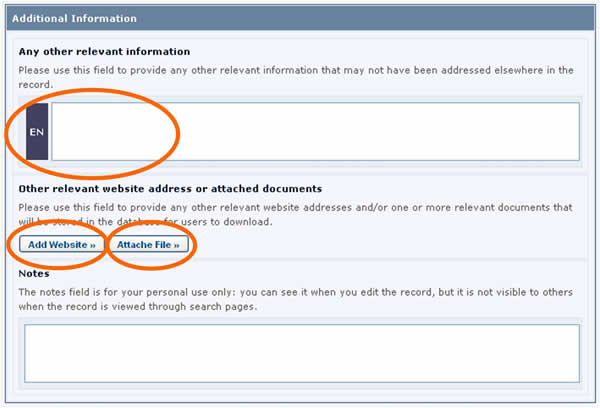 Additional Information
Any other relevant information
Please use this field to provide any other relevant information that may not have been addressed elsewhere in the
record.
EN
Other relevant website address or attached documents
Please use this field to provide any other relevant website addresses and/or one or more relevant documents that
will be stored in the database for users to download.
Add Website » Attache File »
Notes
The notes field is for your personal use only: you can see it when you edit the record, but it is not visible to others
when the record is viewed through search pages.